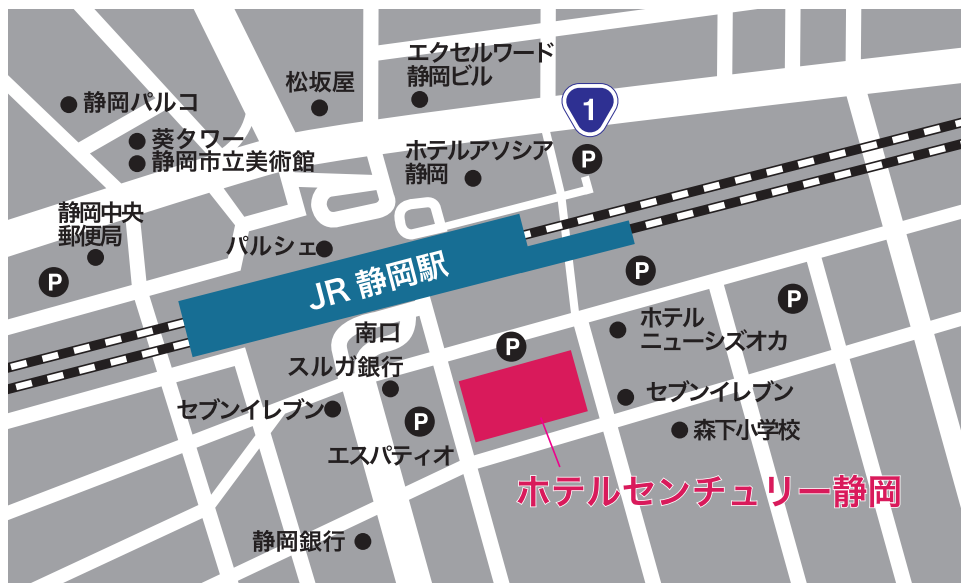 エクセルワード
静岡ビル
松坂屋
静岡パルコ
1
葵タワー
静岡市立美術館
ホテルアソシア
静岡
P
静岡中央
郵便局
パルシェ
P
JR 静岡駅
P
P
南口
ホテル
ニューシズオカ
P
スルガ銀行
セブンイレブン
セブンイレブン
P
森下小学校
エスパティオ
ホテルセンチュリー静岡
静岡銀行